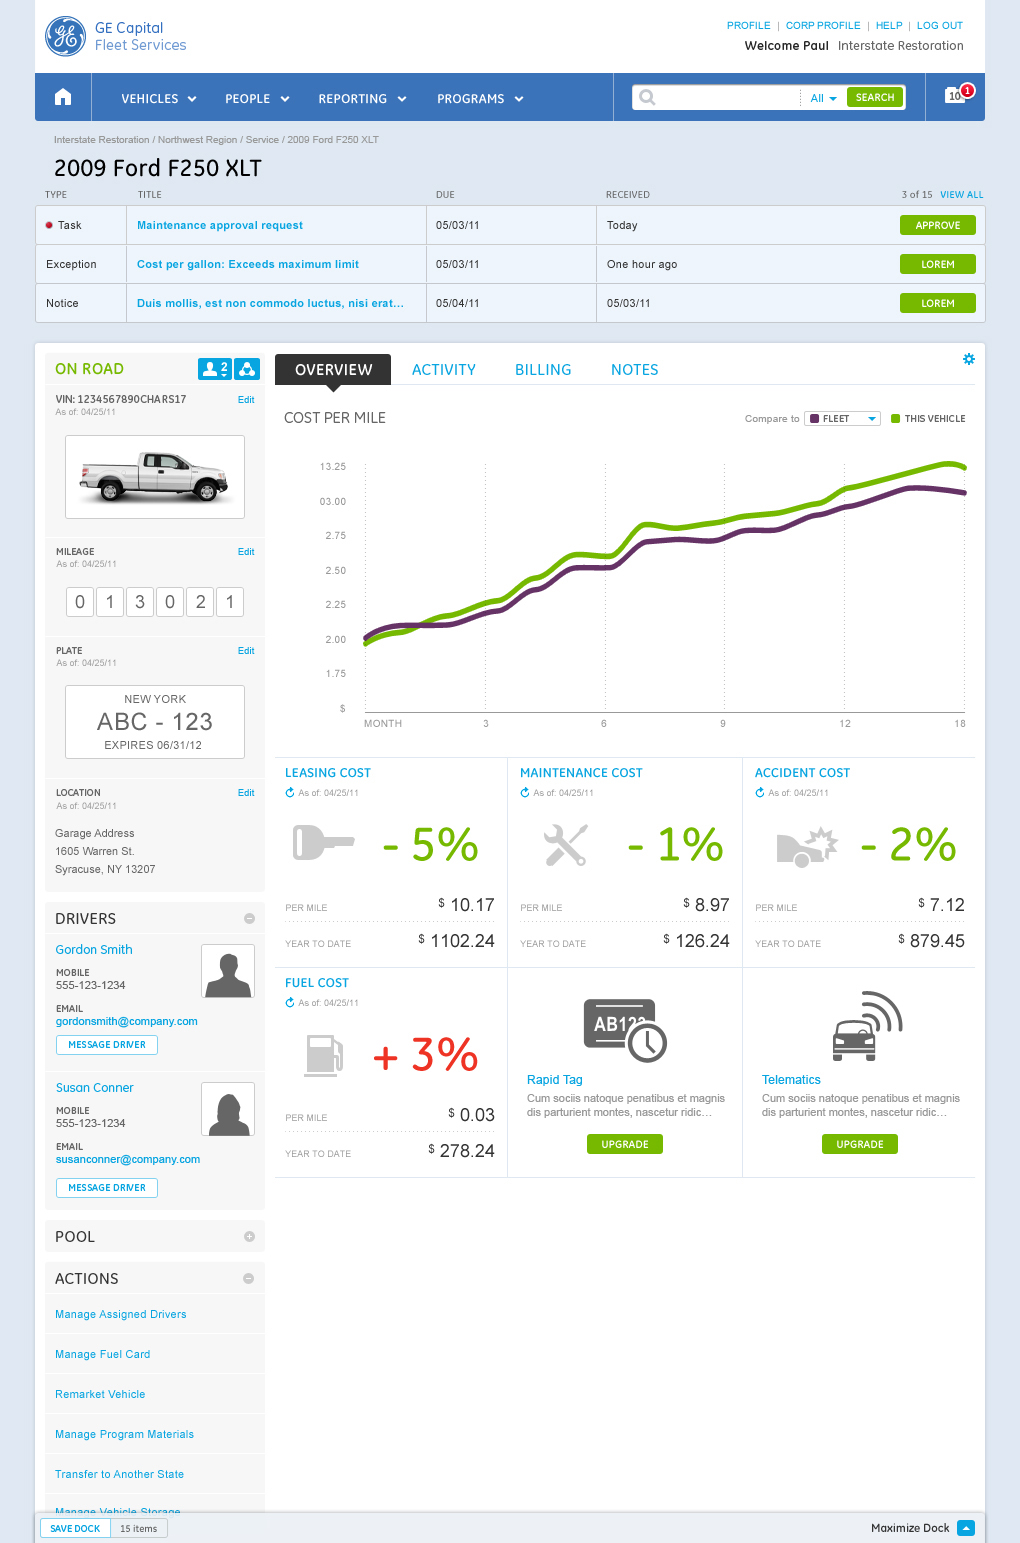 GE Capital
Fleet Services
PROFILE | CORP PROFILE | HELP | LOG OUT
Welcome Paul Interstate Restoration
VEHICLES PEOPLE REPORTING PROGRAMS
All SEARCH
10 1
Interstate Restoration / Northwest Region / Service / 2009 Ford F250 XLT
2009 Ford F250 XLT
TYPE TITLE DUE RECEIVED 3 of 15 VIEW ALL
Task Maintenance approval request 05/03/11 Today APPROVE
Exception Cost per gallon: Exceeds maximum limit 05/03/11 One hour ago LOREM
Notice Duis mollis, est non commodo luctus, nisi erat... 05/04/11 05/03/11 LOREM
ON ROAD 2
VIN: 1234567890CHARS17 Edit
As of: 04/25/11
MILEAGE Edit
As of: 04/25/11
0 1 3 0 2 1
PLATE Edit
As of: 04/25/11
NEW YORK
ABC - 123
EXPIRES 06/31/12
LOCATION Edit
As of: 04/25/11
Garage Address
1605 Warren St.
Syracuse, NY 13207
DRIVERS
Gordon Smith
MOBILE
555-123-1234
EMAIL
gordonsmith@company.com
MESSAGE DRIVER
Susan Conner
MOBILE
555-123-1234
EMAIL
susanconner@company.com
MESSAGE DRIVER
POOL
ACTIONS
Manage Assigned Drivers
Manage Fuel Card
Remarket Vehicle
Manage Program Materials
Transfer to Another State
Manage Vehicle Storage
OVERVIEW ACTIVITY BILLING NOTES
COST PER MILE
Compare to FLEET THIS VEHICLE
13.25
03.00
2.75
2.50
2.25
2.00
1.75
$
MONTH 3 6 9 12 18
LEASING COST
As of: 04/25/11
- 5%
PER MILE $ 10.17
YEAR TO DATE $ 1102.24
MAINTENANCE COST
As of: 04/25/11
- 1%
PER MILE $ 8.97
YEAR TO DATE $ 126.24
ACCIDENT COST
As of: 04/25/11
- 2%
PER MILE $ 7.12
YEAR TO DATE $ 879.45
FUEL COST
As of: 04/25/11
+ 3%
PER MILE $ 0.03
YEAR TO DATE $ 278.24
AB123
Rapid Tag
Cum sociis natoque penatibus et magnis
dis parturient montes, nascetur ridic...
UPGRADE
Telematics
Cum sociis natoque penatibus et magnis
dis parturient montes, nascetur ridic...
UPGRADE
SAVE DOCK 15 items
Maximize Dock